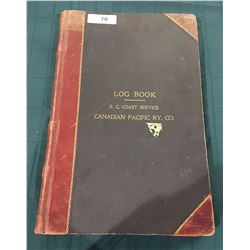 70
LOG BOOK
B. C. COAST SERVICE
CANADIAN PACIFIC RY. CO.